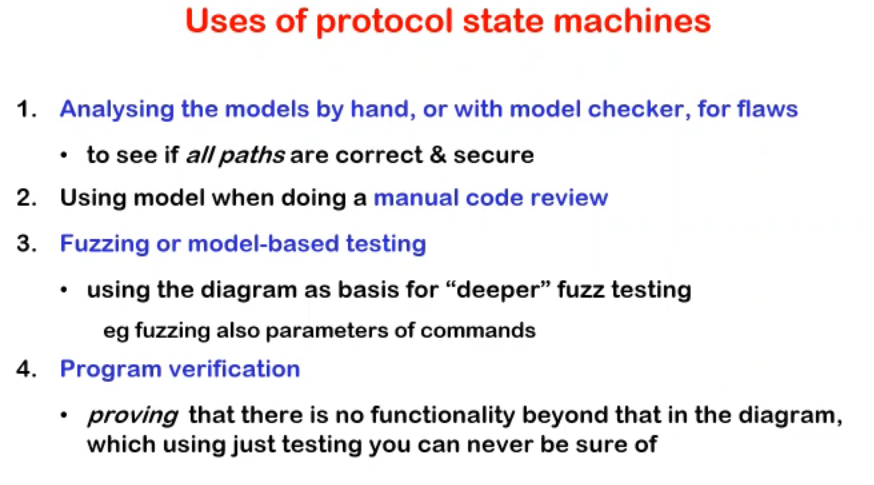 Uses of protocol state machines
1. Analysing the models by hand, or with model checker, for flaws
• to see if all paths are correct & secure
2. Using model when doing a manual code review
3. Fuzzing or model-based testing
• using the diagram as basis for “deeper” fuzz testing
eg fuzzing also parameters of commands
4. Program verification
• proving that there is no functionality beyond that in the diagram,
which using just testing you can never be sure of